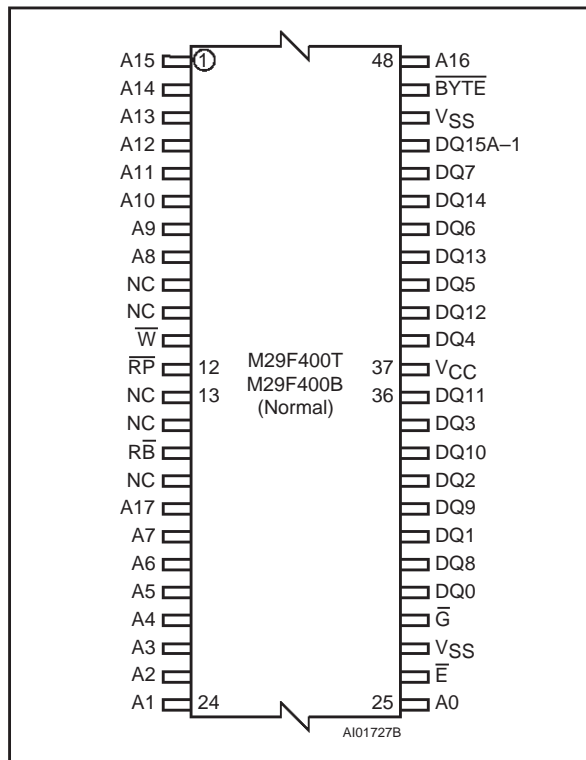 A15 1 48 A16
A14 B̅Y̅T̅E̅
A13 VSS
A12 DQ15A–1
A11 DQ7
A10 DQ14
A9 DQ6
A8 DQ13
NC DQ5
NC DQ12
W̅ DQ4
R̅P̅ 12 M29F400T 37 VCC
NC 13 M29F400B 36 DQ11
(Normal)
NC DQ3
RB̅ DQ10
NC DQ2
A17 DQ9
A7 DQ1
A6 DQ8
A5 DQ0
A4 G̅
A3 VSS
A2 E̅
A1 24 25 A0
AI01727B